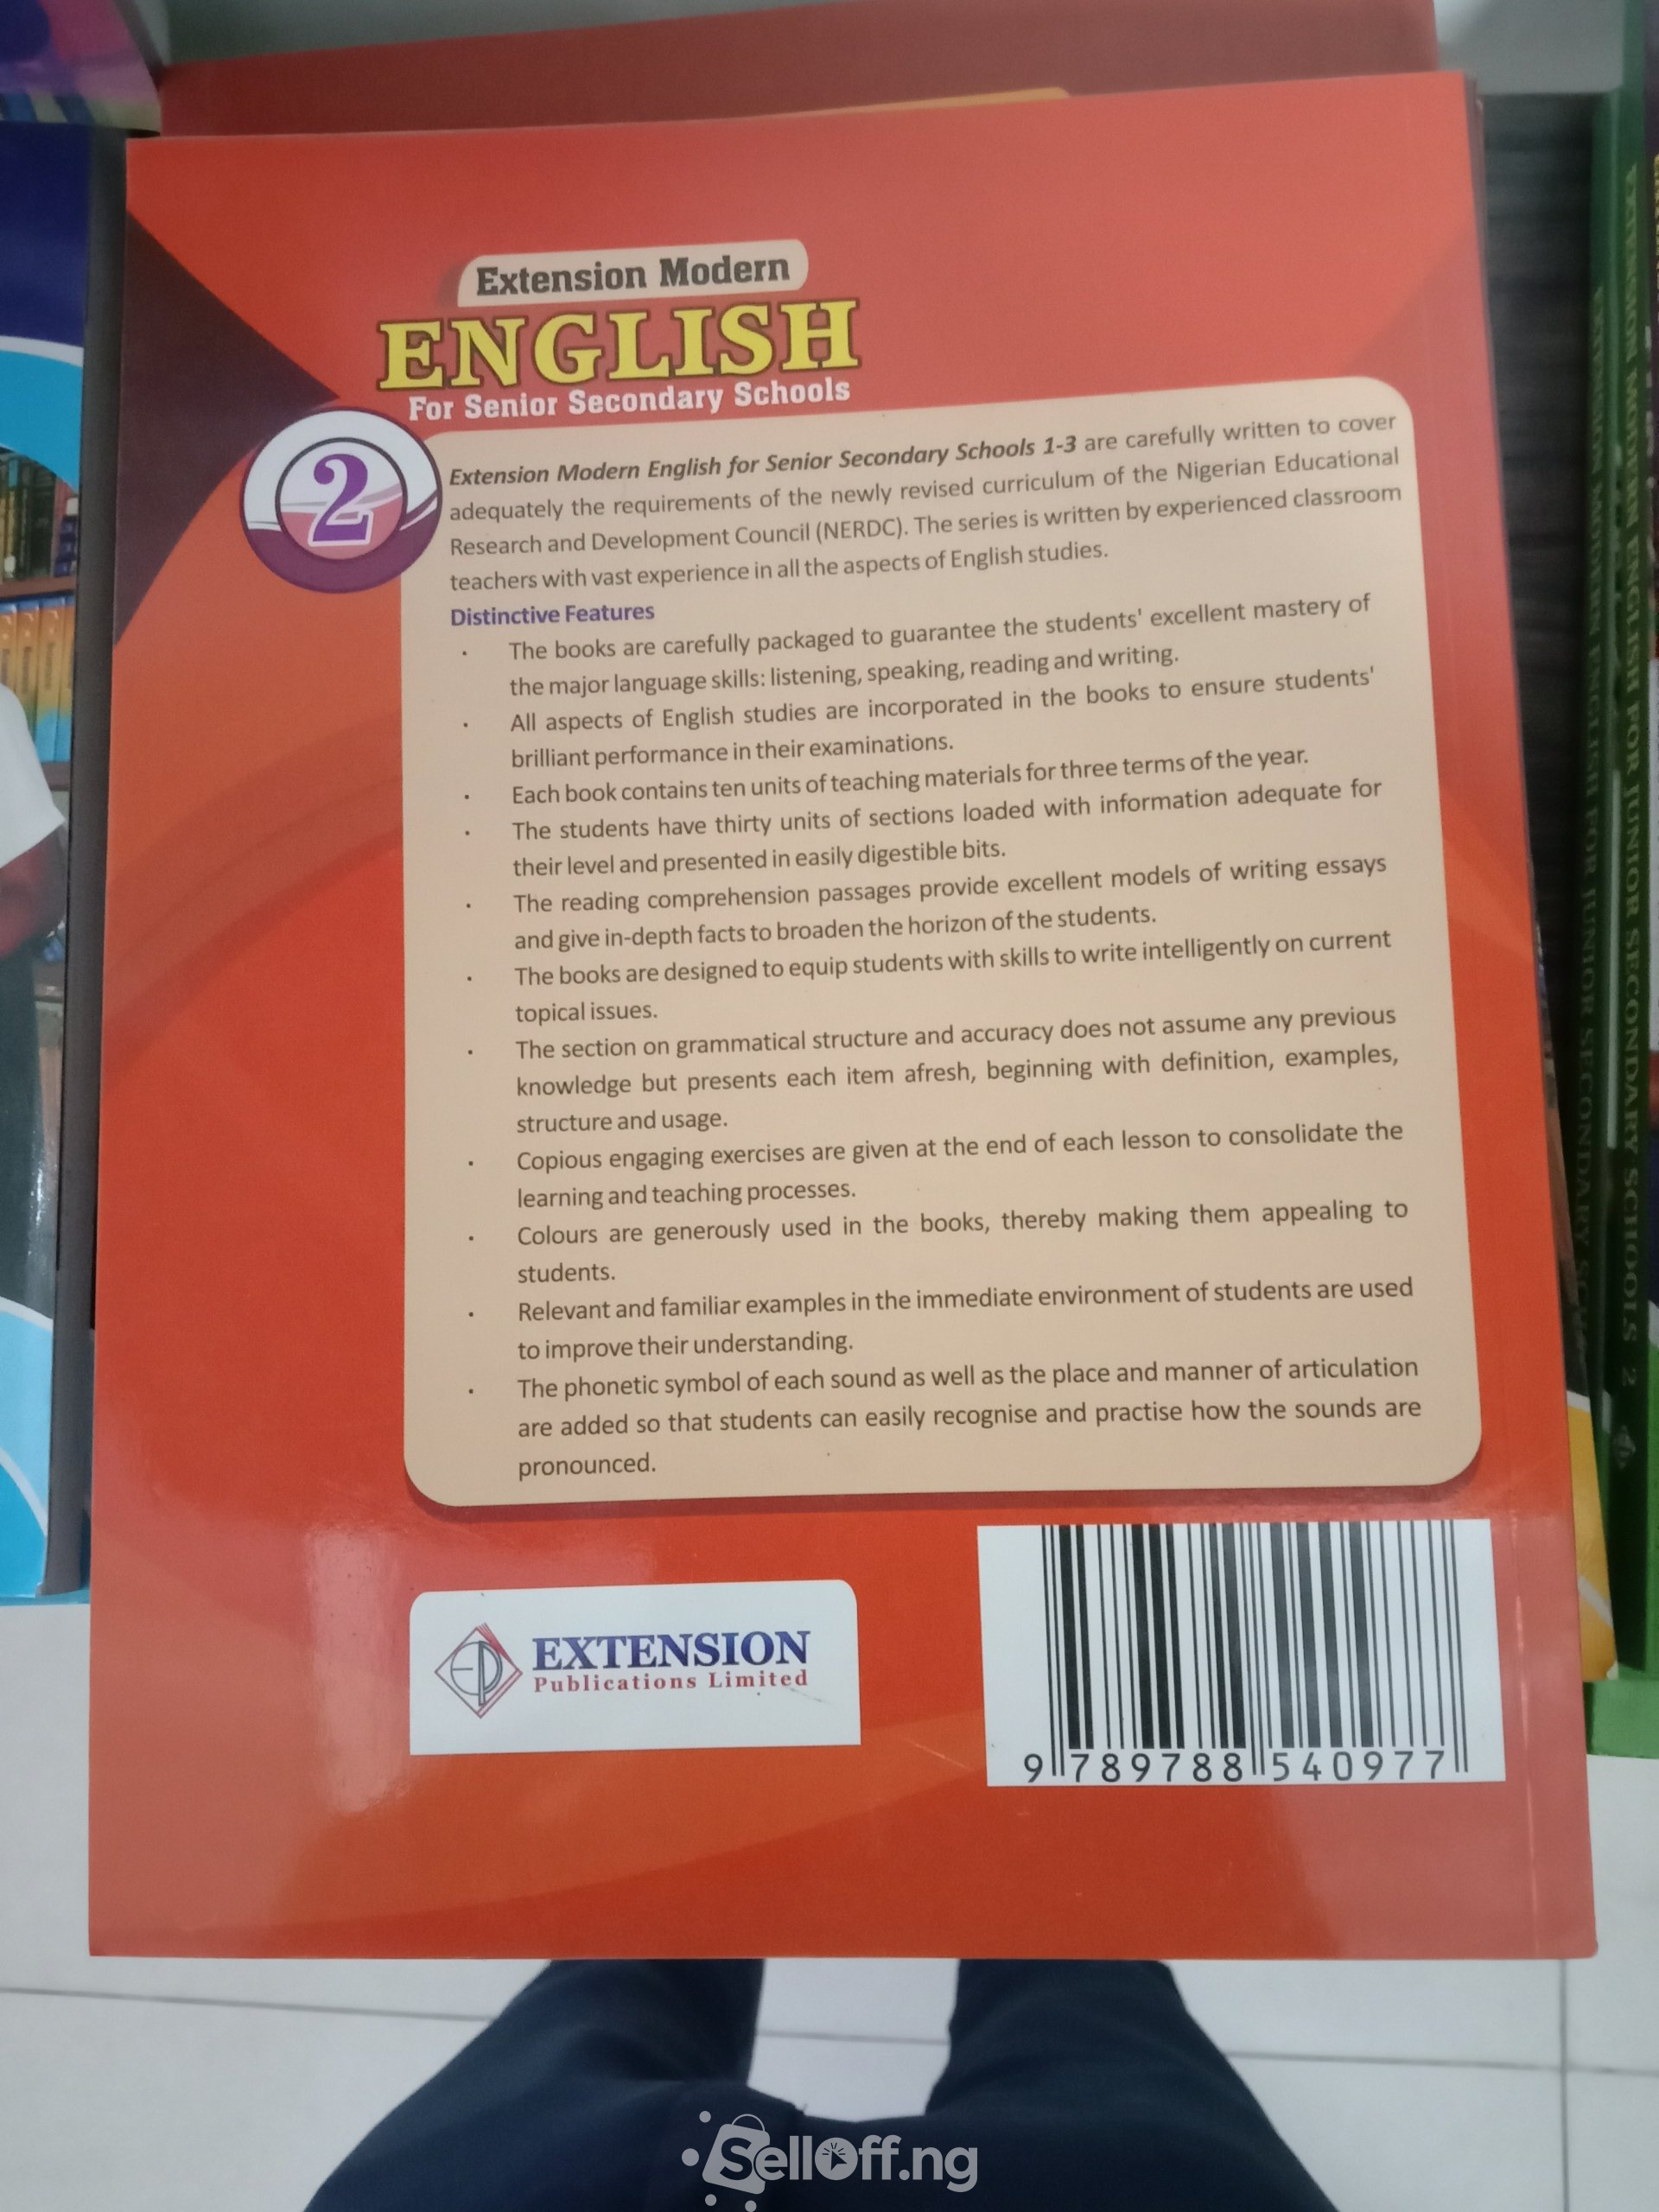 Extension Modern
ENGLISH
For Senior Secondary Schools
2
Extension Modern English for Senior Secondary Schools 1-3 are carefully written to cover
adequately the requirements of the newly revised curriculum of the Nigerian Educational
Research and Development Council (NERDC). The series is written by experienced classroom
teachers with vast experience in all the aspects of English studies.
Distinctive Features
· The books are carefully packaged to guarantee the students' excellent mastery of
the major language skills: listening, speaking, reading and writing.
· All aspects of English studies are incorporated in the books to ensure students'
brilliant performance in their examinations.
· Each book contains ten units of teaching materials for three terms of the year.
· The students have thirty units of sections loaded with information adequate for
their level and presented in easily digestible bits.
· The reading comprehension passages provide excellent models of writing essays
and give in-depth facts to broaden the horizon of the students.
· The books are designed to equip students with skills to write intelligently on current
topical issues.
· The section on grammatical structure and accuracy does not assume any previous
knowledge but presents each item afresh, beginning with definition, examples,
structure and usage.
· Copious engaging exercises are given at the end of each lesson to consolidate the
learning and teaching processes.
· Colours are generously used in the books, thereby making them appealing to
students.
· Relevant and familiar examples in the immediate environment of students are used
to improve their understanding.
· The phonetic symbol of each sound as well as the place and manner of articulation
are added so that students can easily recognise and practise how the sounds are
pronounced.
EXTENSION
Publications Limited
9 789788 540977
EXTENSION MODERN ENGLISH FOR JUNIOR SECONDARY SCHOOLS 2
EXTENSION MODERN ENGLISH FOR JUNIOR SECONDARY
SellOff.ng